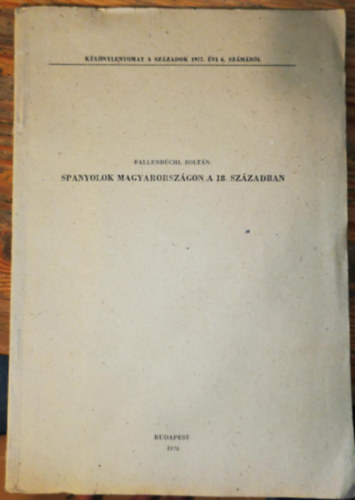 KÜLÖNLENYOMAT A SZÁZADOK 1977. ÉVI 6. SZÁMÁBÓL
FALLENBÜCHL ZOLTÁN:
SPANYOLOK MAGYARORSZÁGON A 18. SZÁZADBAN
BUDAPEST
1978